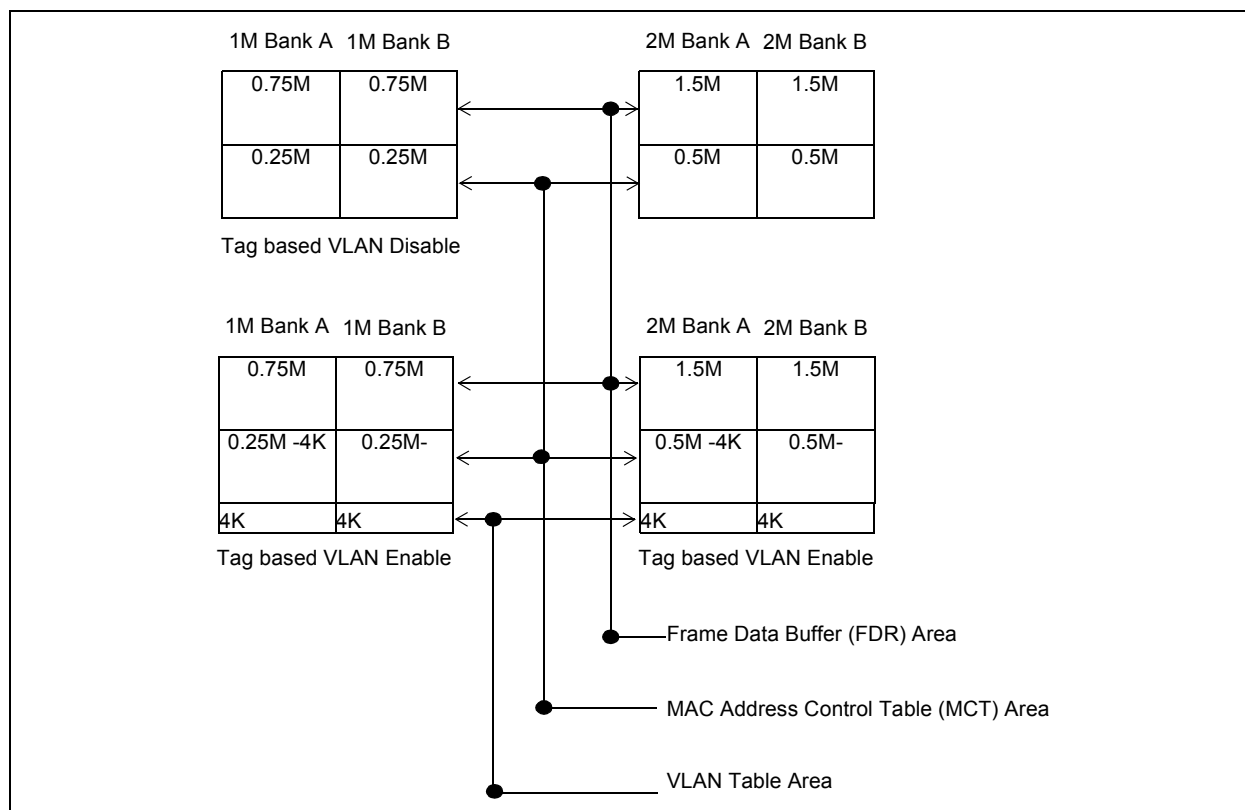 1M Bank A 1M Bank B 2M Bank A 2M Bank B
0.75M 0.75M 1.5M 1.5M
0.25M 0.25M 0.5M 0.5M
Tag based VLAN Disable
1M Bank A 1M Bank B 2M Bank A 2M Bank B
0.75M 0.75M 1.5M 1.5M
0.25M -4K 0.25M- 0.5M -4K 0.5M-
4K 4K 4K 4K
Tag based VLAN Enable Tag based VLAN Enable
Frame Data Buffer (FDR) Area
MAC Address Control Table (MCT) Area
VLAN Table Area